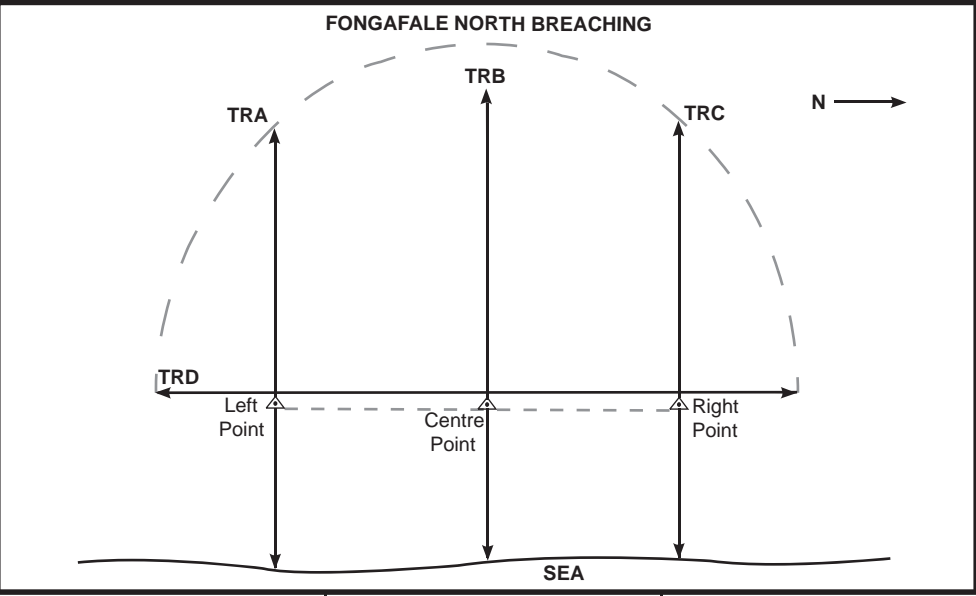 FONGAFALE NORTH BREACHING
TRB
N
TRA
TRC
TRD
Left
Point
Centre
Point
Right
Point
SEA